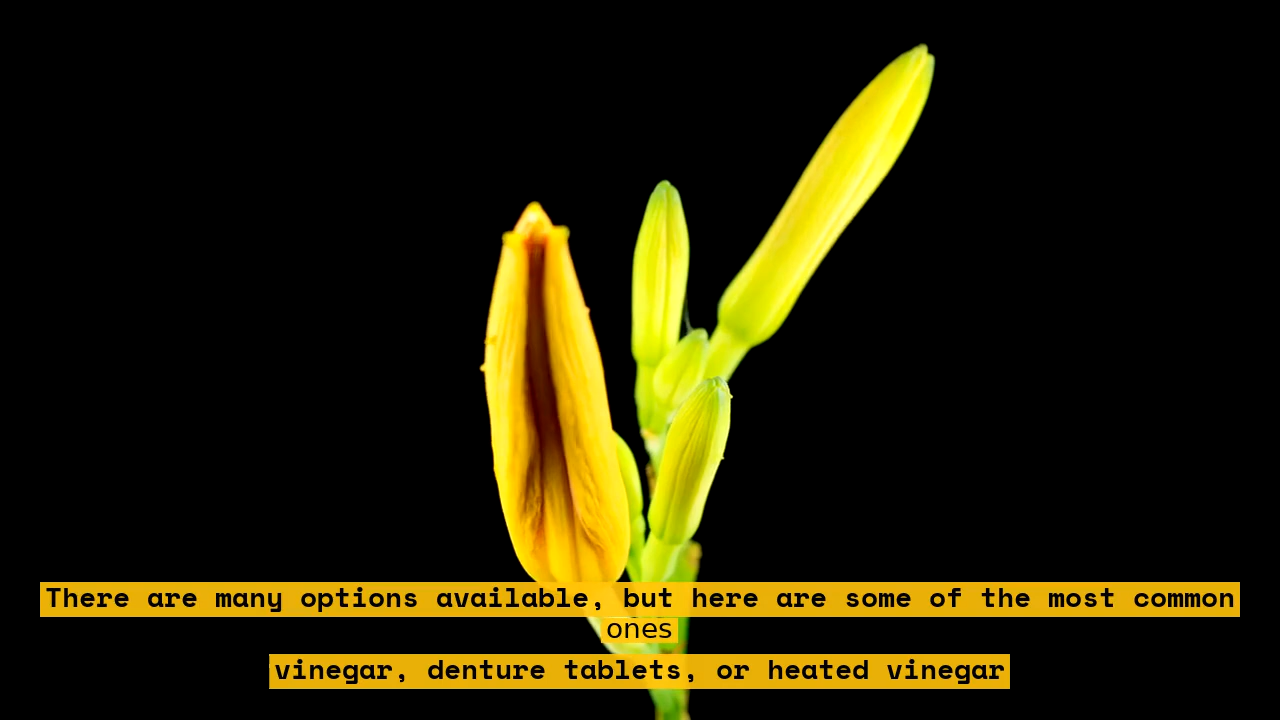 There are many options available, but here are some of the most common
ones
vinegar, denture tablets, or heated vinegar